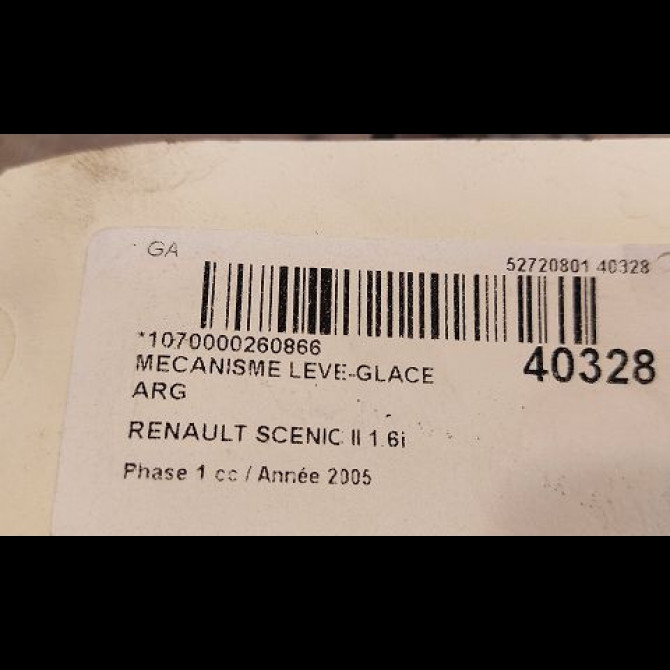 GA
52720801 40328
*1070000260866
40328
MECANISME LEVE-GLACE
ARG
RENAULT SCENIC II 1.6i
Phase 1 cc / Année 2005